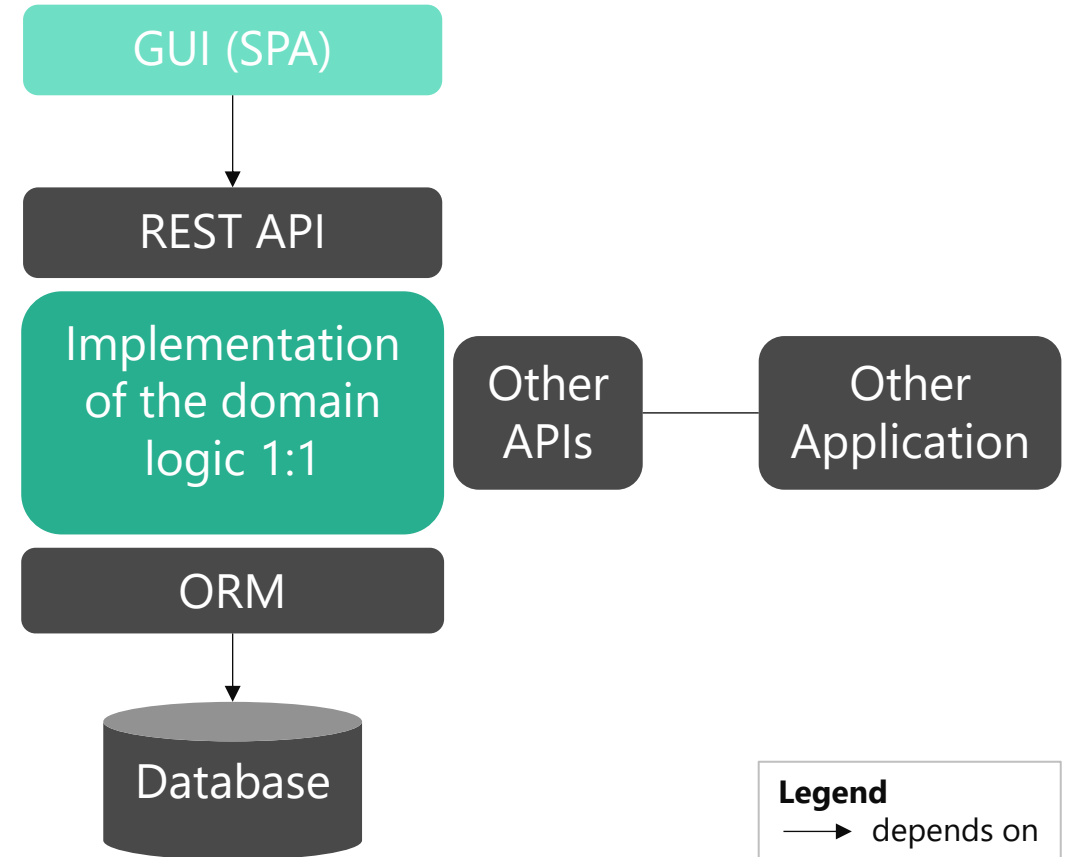 GUI (SPA)
REST API
Implementation
of the domain
logic 1:1
Other
APIs
Other
Application
ORM
Database
Legend
depends on